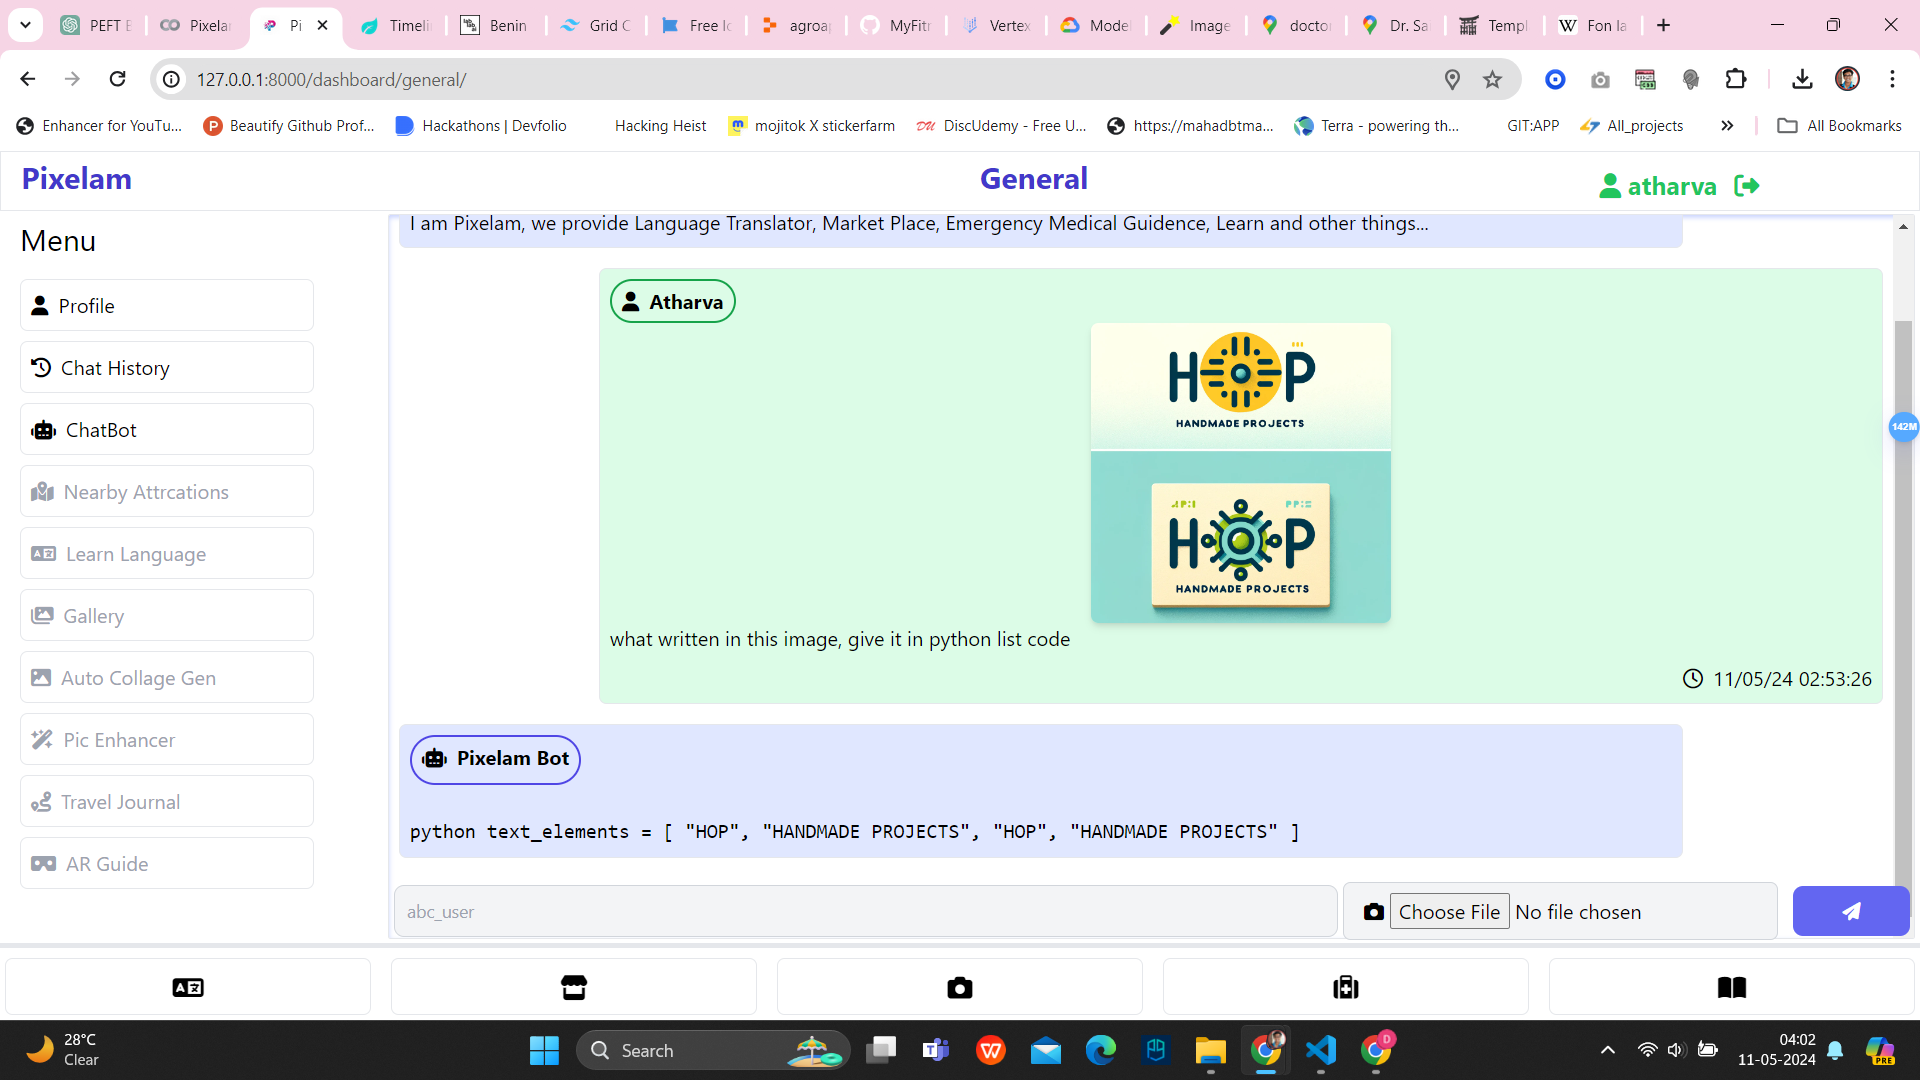 PEFT E
Pixelar
Pi
Timeli
Benin
Grid C
Free Ic
agroap
MyFitn
Vertex
Model
Image
doctor
Dr. Sa
Templ
Fon la
127.0.0.1:8000/dashboard/general/
Enhancer for YouTu...
Beautify Github Prof...
Hackathons | Devfolio
Hacking Heist
mojitok X stickerfarm
DiscUdemy - Free U...
https://mahadbtma...
Terra - powering th...
GIT:APP
All_projects
All Bookmarks
Pixelam
General
atharva
Menu
Profile
Chat History
ChatBot
Nearby Attrcations
Learn Language
Gallery
Auto Collage Gen
Pic Enhancer
Travel Journal
AR Guide
I am Pixelam, we provide Language Translator, Market Place, Emergency Medical Guidence, Learn and other things...
Atharva
HOP
HANDMADE PROJECTS
HOP
HANDMADE PROJECTS
what written in this image, give it in python list code
11/05/24 02:53:26
142M
Pixelam Bot
python text_elements = [ "HOP", "HANDMADE PROJECTS", "HOP", "HANDMADE PROJECTS" ]
abc_user
Choose File No file chosen
28°C
Clear
Search
04:02
11-05-2024